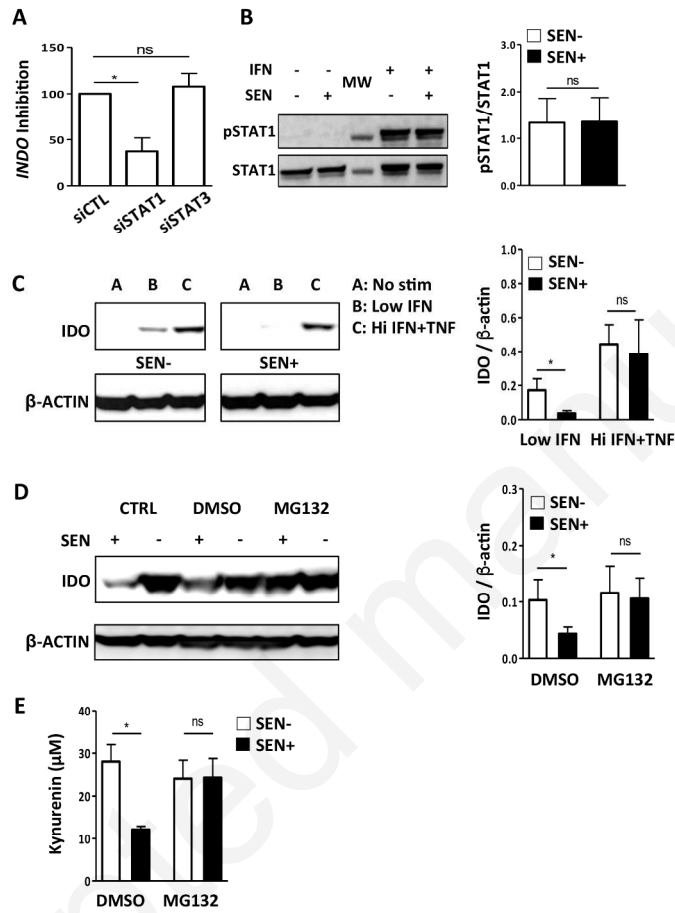 A
INDO Inhibition
150
100
50
0
ns
*
siCTL
siSTAT1
siSTAT3
B
IFN - - + +
MW
SEN - + - +
pSTAT1
STAT1
pSTAT1/STAT1
3.0
2.0
1.0
0.0
SEN-
SEN+
ns
C
A B C A B C
IDO
SEN- SEN+
β-ACTIN
A: No stim
B: Low IFN
C: Hi IFN+TNF
IDO / β-actin
1.0
0.8
0.6
0.4
0.2
0.0
SEN-
SEN+
*
ns
Low IFN Hi IFN+TNF
D
CTRL DMSO MG132
SEN + - + - + -
IDO
β-ACTIN
IDO / β-actin
0.3
0.2
0.1
0.0
SEN-
SEN+
*
ns
DMSO MG132
E
Kynurenin (µM)
40
30
20
10
0
*
ns
SEN-
SEN+
DMSO MG132